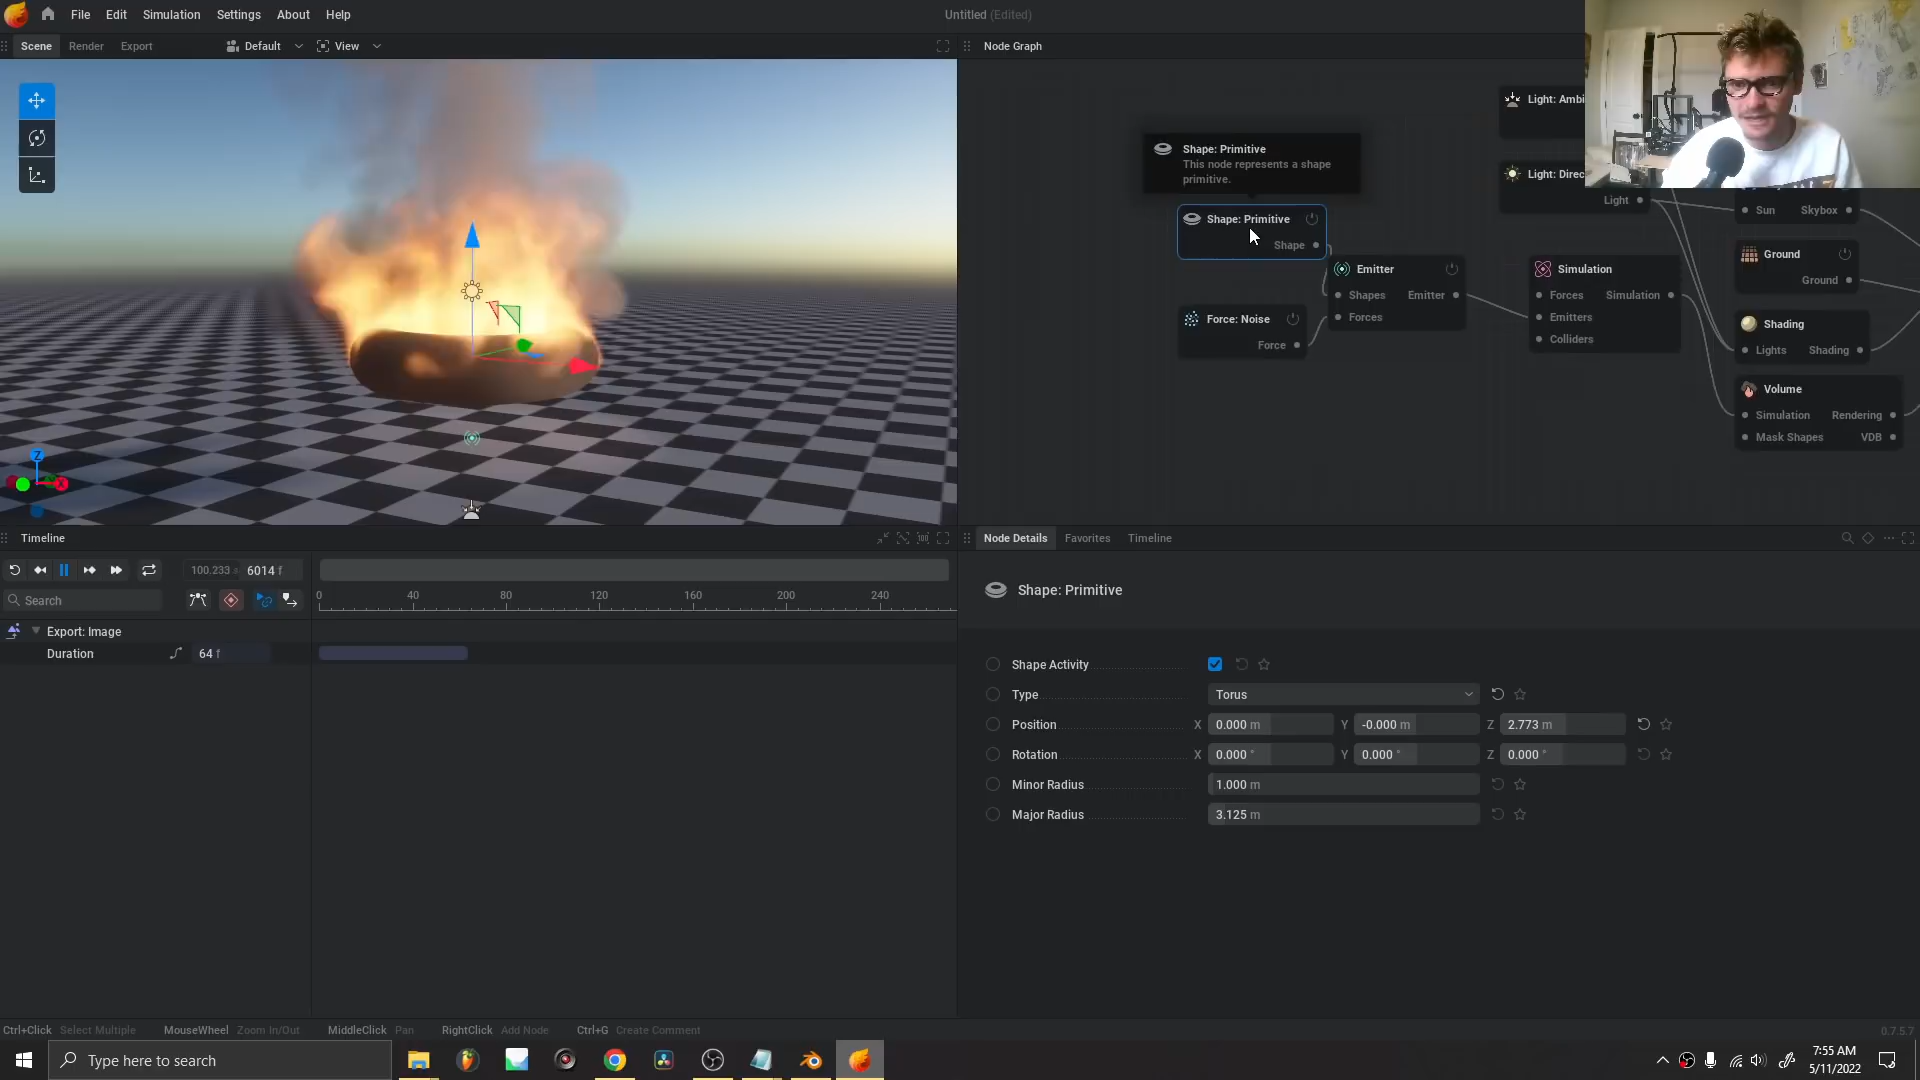 File Edit Simulation Settings About Help
Untitled (Edited)
Scene Render Export Default View
Node Graph
Light: Ambi
Shape: Primitive
This node represents a shape
primitive.
Light: Direc
Light
Shape: Primitive
Shape
Sun Skybox
Ground
Ground
Emitter
Shapes Emitter
Forces
Simulation
Forces Simulation
Emitters
Colliders
Force: Noise
Force
Shading
Lights Shading
Volume
Simulation Rendering
Mask Shapes VDB
Z
X
Timeline
100.233 s 6014 f
Search
0 40 80 120 160 200 240
Export: Image
Duration 64 f
Node Details Favorites Timeline
Shape: Primitive
Shape Activity
Type Torus
Position X 0.000 m Y -0.000 m Z 2.773 m
Rotation X 0.000 ° Y 0.000 ° Z 0.000 °
Minor Radius 1.000 m
Major Radius 3.125 m
Ctrl+Click Select Multiple MouseWheel Zoom In/Out MiddleClick Pan RightClick Add Node Ctrl+G Create Comment
0.7.5.7
Type here to search
7:55 AM
5/11/2022